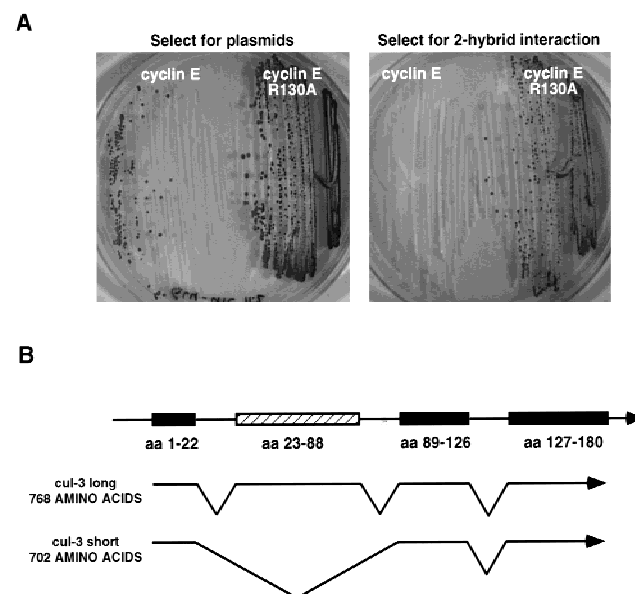 A
Select for plasmids
Select for 2-hybrid interaction
cyclin E
cyclin E
R130A
cyclin E
cyclin E
R130A
B
aa 1-22
aa 23-88
aa 89-126
aa 127-180
cul-3 long
768 AMINO ACIDS
cul-3 short
702 AMINO ACIDS